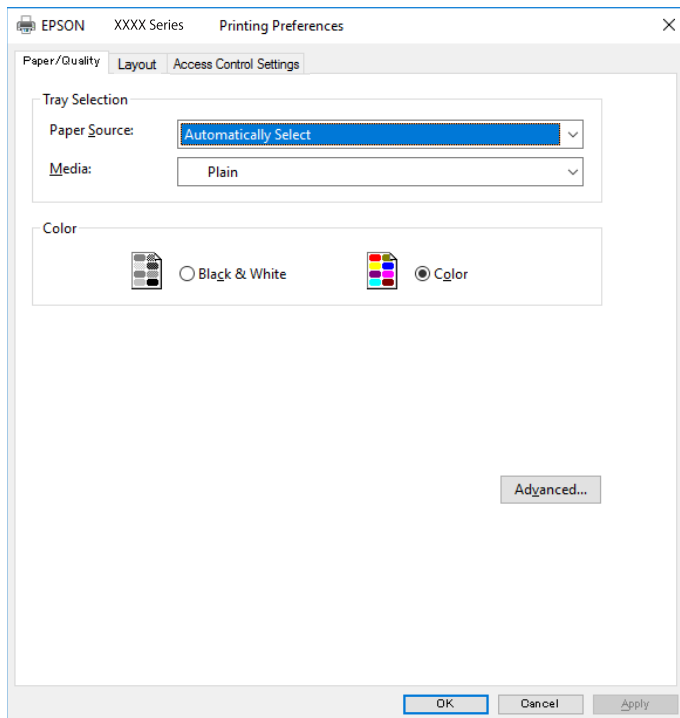 EPSON XXXX Series Printing Preferences
Paper/Quality Layout Access Control Settings
Tray Selection
Paper Source: Automatically Select
Media: Plain
Color
Black & White Color
Advanced...
OK Cancel Apply